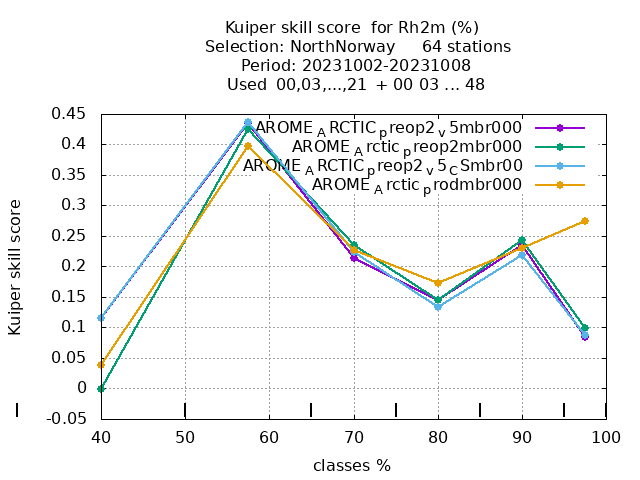 Kuiper skill score  for Rh2m (%)
Selection: NorthNorway     64 stations
Period: 20231002-20231008
Used  00,03,...,21  + 00 03 ... 48
AROME_ARCTIC_preop2_v5mbr000
AROME_Arctic_preop2mbr000
AROME_ARCTIC_preop2_v5_CSmbr00
AROME_Arctic_prodmbr000
Kuiper skill score
0.45
0.4
0.35
0.3
0.25
0.2
0.15
0.1
0.05
0
-0.05
40 50 60 70 80 90 100
classes %